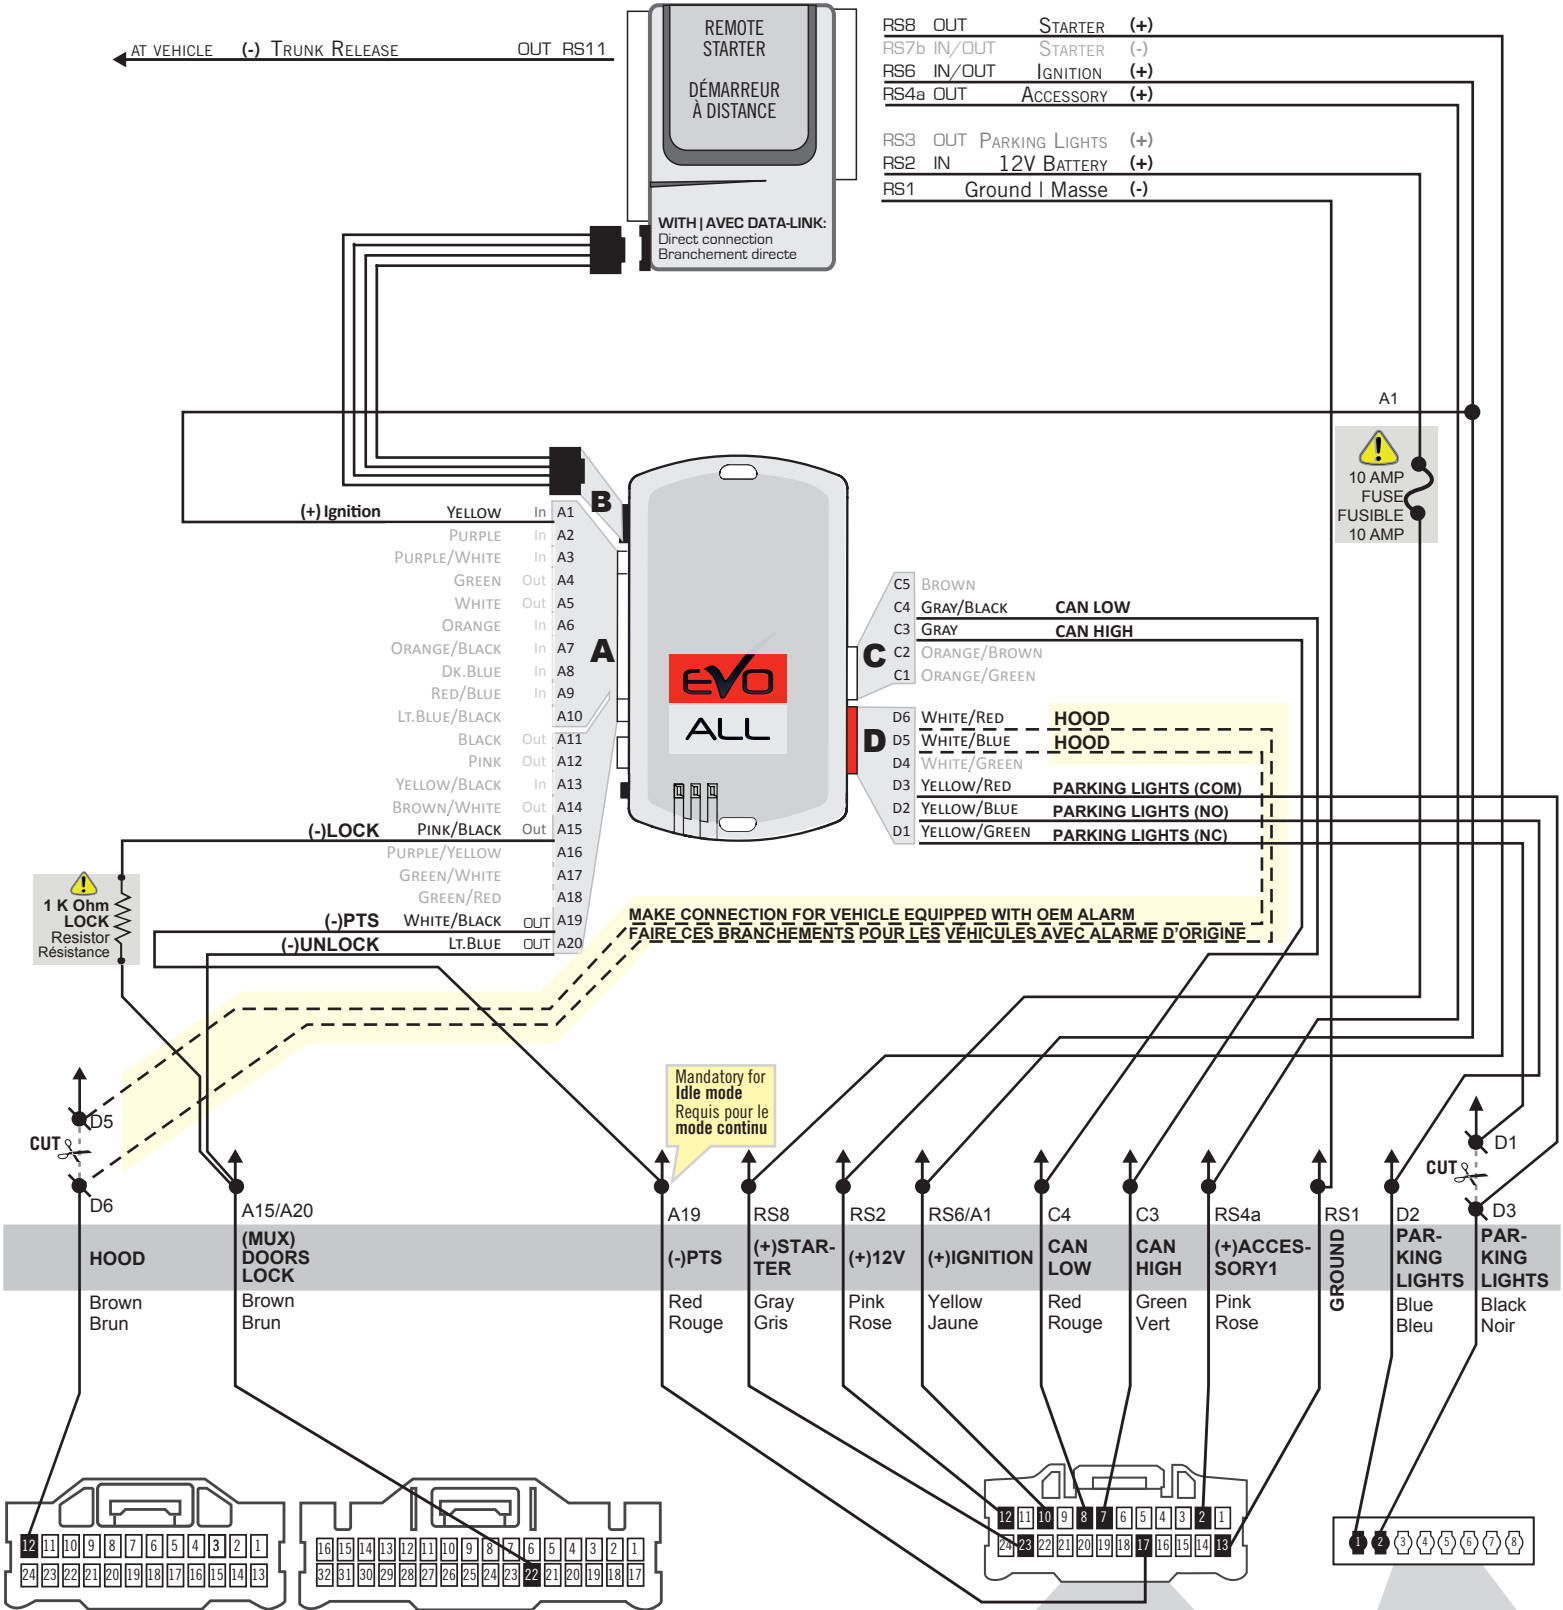 AT VEHICLE (-) TRUNK RELEASE OUT RS11
REMOTE
STARTER
DÉMARREUR
À DISTANCE
WITH | AVEC DATA-LINK:
Direct connection
Branchement directe
RS8 OUT STARTER (+)
RS7b IN/OUT STARTER (-)
RS6 IN/OUT IGNITION (+)
RS4a OUT ACCESSORY (+)
RS3 OUT PARKING LIGHTS (+)
RS2 IN 12V BATTERY (+)
RS1 Ground | Masse (-)
A1
10 AMP
FUSE
FUSIBLE
10 AMP
B
(+) Ignition YELLOW In A1
PURPLE In A2
PURPLE/WHITE In A3
GREEN Out A4
WHITE Out A5
ORANGE In A6
ORANGE/BLACK In A7
DK.BLUE In A8
RED/BLUE In A9
LT.BLUE/BLACK A10
BLACK Out A11
PINK Out A12
YELLOW/BLACK In A13
BROWN/WHITE Out A14
(-)LOCK PINK/BLACK Out A15
PURPLE/YELLOW A16
GREEN/WHITE A17
GREEN/RED A18
(-)PTS WHITE/BLACK OUT A19
(-)UNLOCK LT.BLUE OUT A20
A
EVO
ALL
C
C5 BROWN
C4 GRAY/BLACK CAN LOW
C3 GRAY CAN HIGH
C2 ORANGE/BROWN
C1 ORANGE/GREEN
D
D6 WHITE/RED HOOD
D5 WHITE/BLUE HOOD
D4 WHITE/GREEN
D3 YELLOW/RED PARKING LIGHTS (COM)
D2 YELLOW/BLUE PARKING LIGHTS (NO)
D1 YELLOW/GREEN PARKING LIGHTS (NC)
1 K Ohm
LOCK
Resistor
Résistance
MAKE CONNECTION FOR VEHICLE EQUIPPED WITH OEM ALARM
FAIRE CES BRANCHEMENTS POUR LES VÉHICULES AVEC ALARME D'ORIGINE
Mandatory for
Idle mode
Requis pour le
mode continu
D5
CUT
D6
D1
CUT
D3
A15/A20
A19
RS8
RS2
RS6/A1
C4
C3
RS4a
RS1
D2
HOOD
(MUX)
DOORS
LOCK
(-)PTS
(+)STAR-
TER
(+)12V
(+)IGNITION
CAN
LOW
CAN
HIGH
(+)ACCES-
SORY1
GROUND
PAR-
KING
LIGHTS
PAR-
KING
LIGHTS
Brown
Brun
Brown
Brun
Red
Rouge
Gray
Gris
Pink
Rose
Yellow
Jaune
Red
Rouge
Green
Vert
Pink
Rose
Blue
Bleu
Black
Noir
12 11 10 9 8 7 6 5 4 3 2 1
24 23 22 21 20 19 18 17 16 15 14 13
16 15 14 13 12 11 10 9 8 7 6 5 4 3 2 1
32 31 30 29 28 27 26 25 24 23 22 21 20 19 18 17
12 11 10 9 8 7 6 5 4 3 2 1
24 23 22 21 20 19 18 17 16 15 14 13
1 2 3 4 5 6 7 8